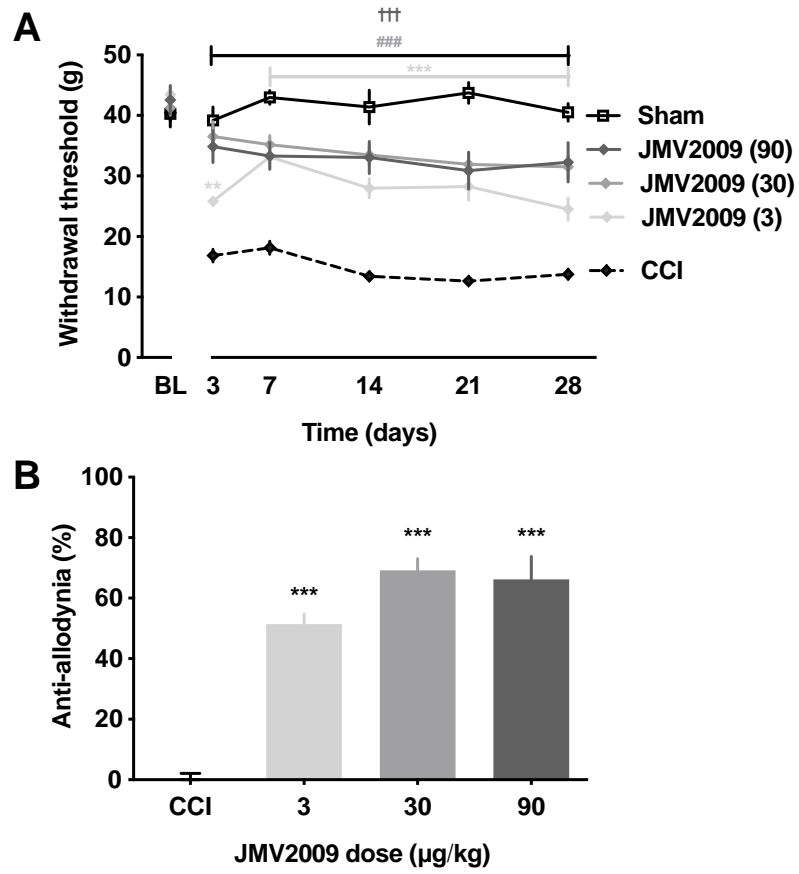 A
†††
###
***
**
50
40
30
20
10
0
Withdrawal threshold (g)
BL 3 7 14 21 28
Time (days)
Sham
JMV2009 (90)
JMV2009 (30)
JMV2009 (3)
CCI
B
100
80
60
40
20
0
Anti-allodynia (%)
***
***
***
CCI 3 30 90
JMV2009 dose (µg/kg)